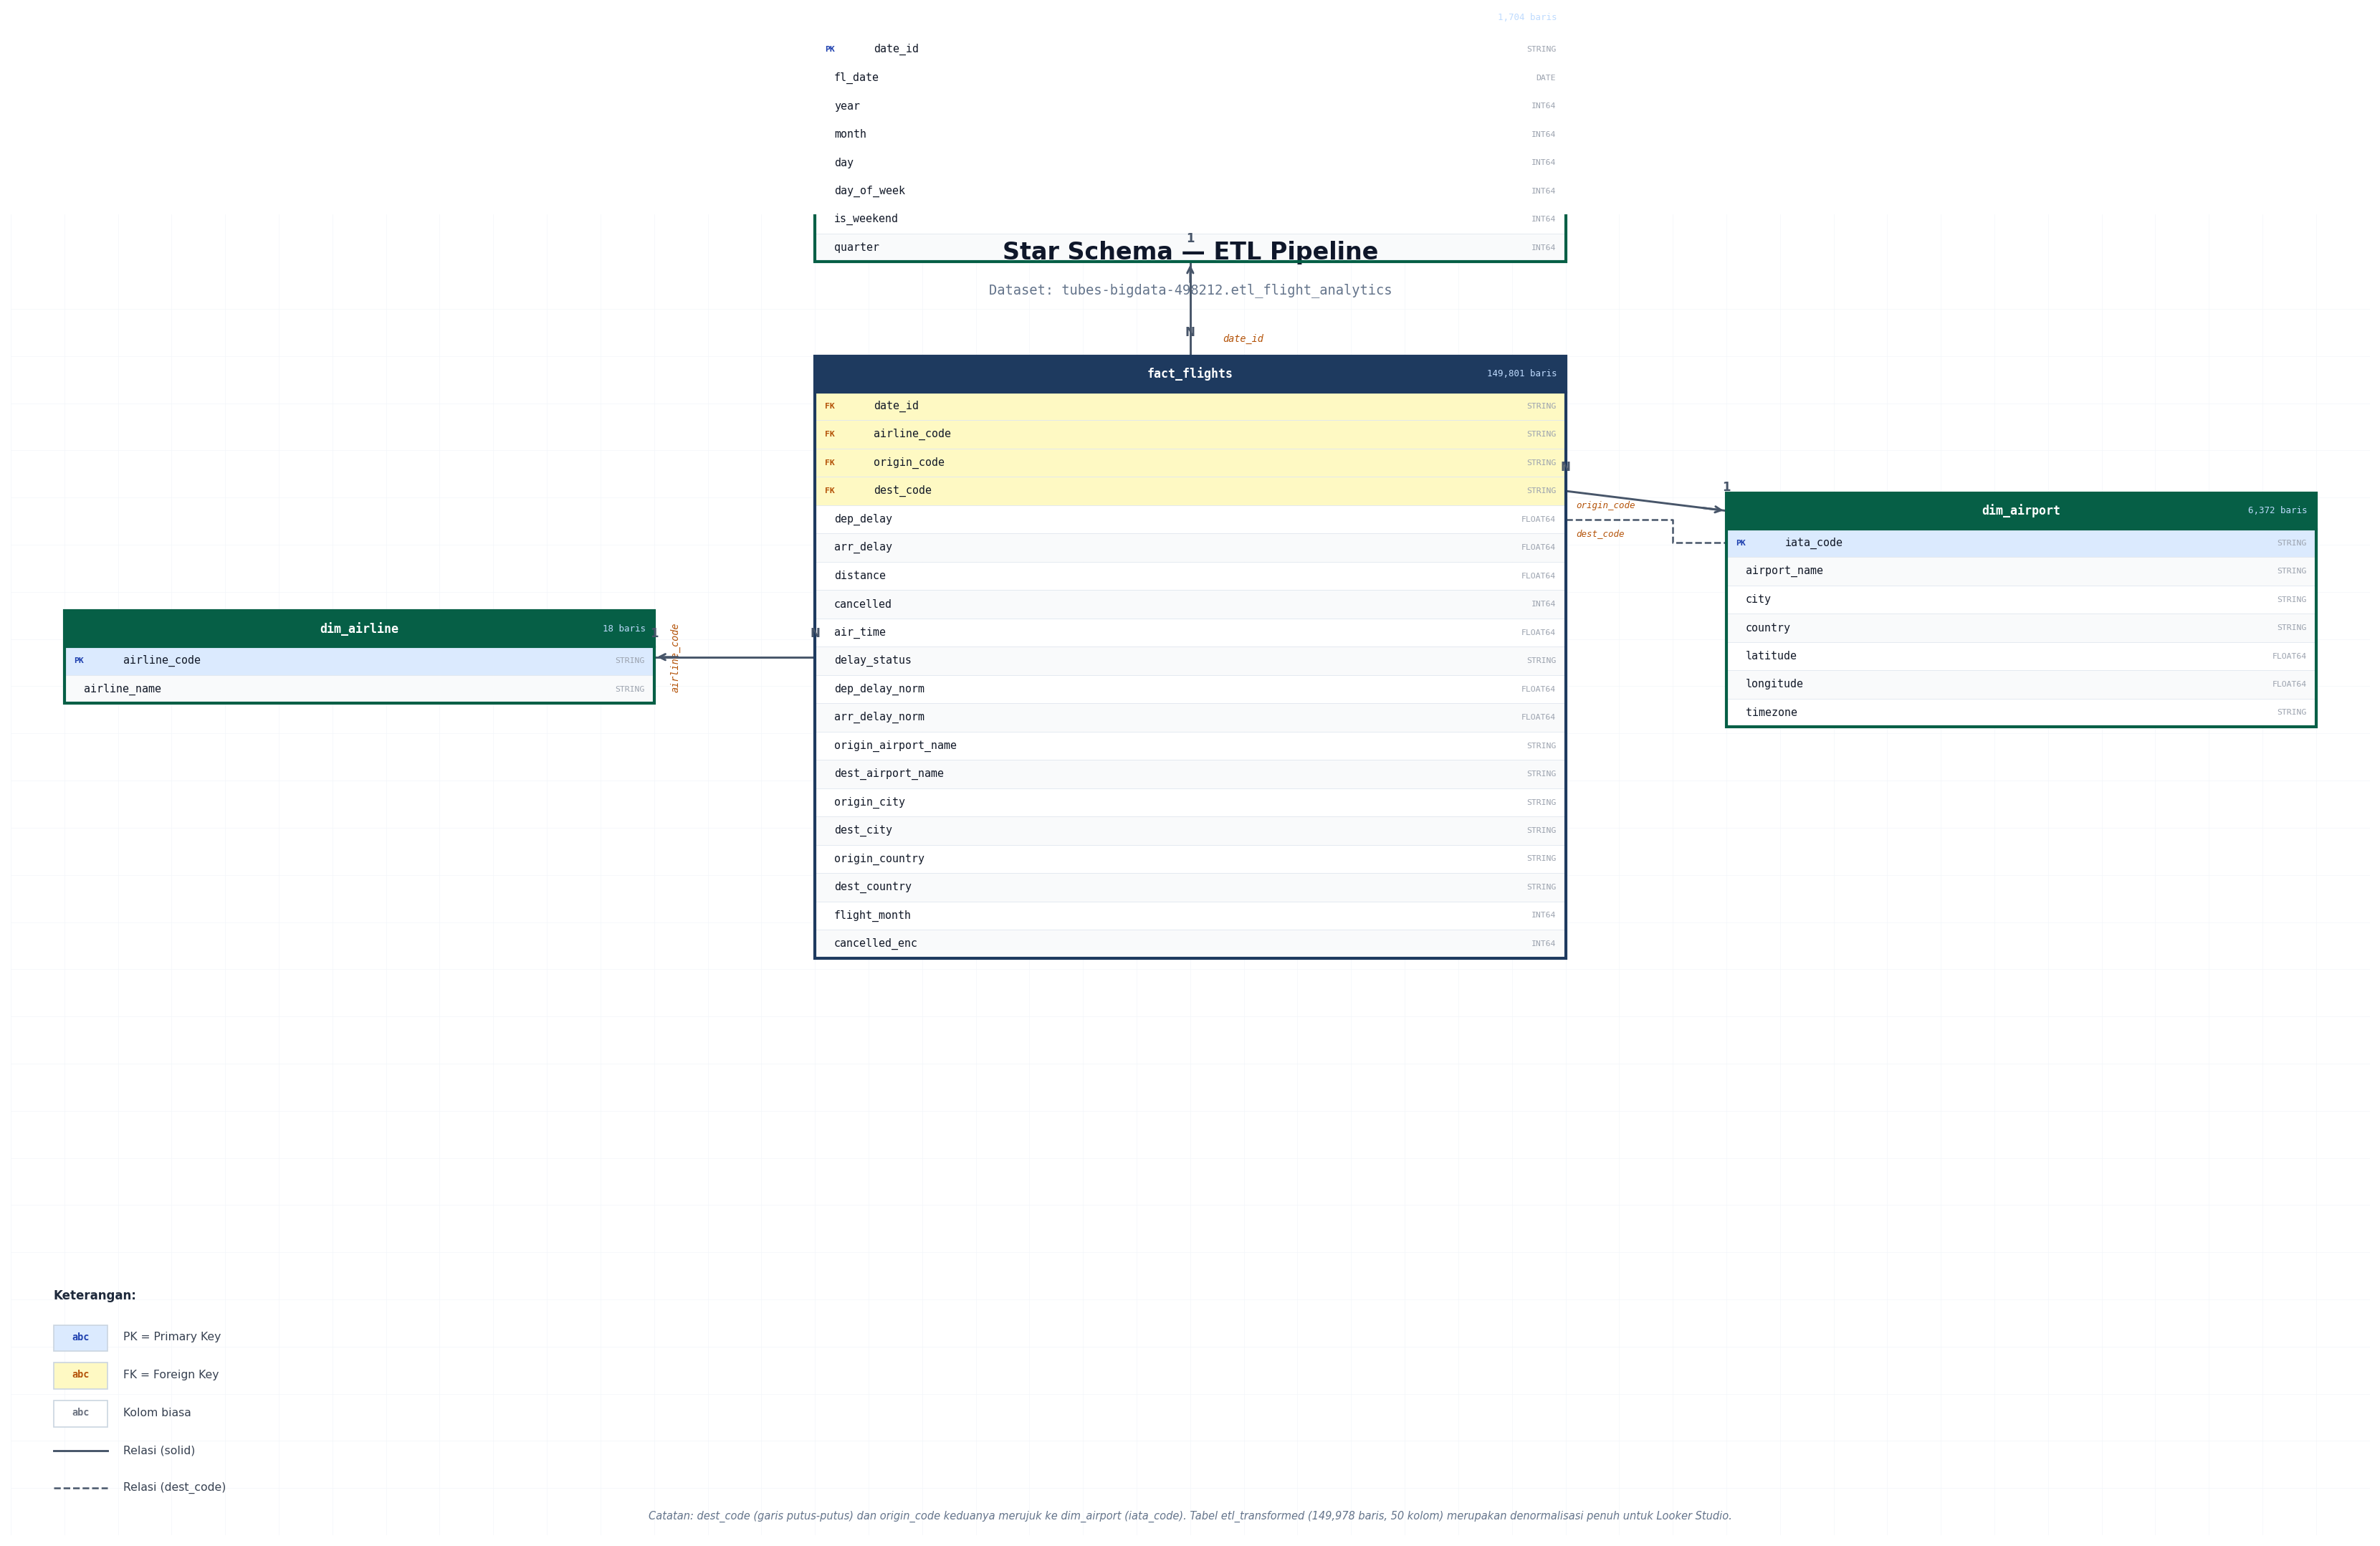 1,704 baris
PK date_id STRING
fl_date DATE
year INT64
month INT64
day INT64
day_of_week INT64
is_weekend INT64
quarter INT64
1
Star Schema — ETL Pipeline
Dataset: tubes-bigdata-498212.etl_flight_analytics
N
date_id
fact_flights 149,801 baris
FK date_id STRING
FK airline_code STRING
FK origin_code STRING
FK dest_code STRING
dep_delay FLOAT64
arr_delay FLOAT64
distance FLOAT64
cancelled INT64
air_time FLOAT64
delay_status STRING
dep_delay_norm FLOAT64
arr_delay_norm FLOAT64
origin_airport_name STRING
dest_airport_name STRING
origin_city STRING
dest_city STRING
origin_country STRING
dest_country STRING
flight_month INT64
cancelled_enc INT64
N
1
origin_code
dest_code
dim_airport 6,372 baris
PK iata_code STRING
airport_name STRING
city STRING
country STRING
latitude FLOAT64
longitude FLOAT64
timezone STRING
dim_airline 18 baris
PK airline_code STRING
airline_name STRING
1
N
airline_code
Keterangan:
abc PK = Primary Key
abc FK = Foreign Key
abc Kolom biasa
Relasi (solid)
Relasi (dest_code)
Catatan: dest_code (garis putus-putus) dan origin_code keduanya merujuk ke dim_airport (iata_code). Tabel etl_transformed (149,978 baris, 50 kolom) merupakan denormalisasi penuh untuk Looker Studio.